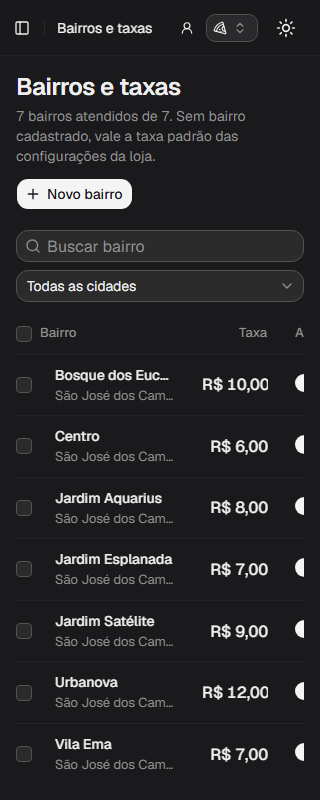 Bairros e taxas
Bairros e taxas
7 bairros atendidos de 7. Sem bairro
cadastrado, vale a taxa padrão das
configurações da loja.
Novo bairro
Buscar bairro
Todas as cidades
Bairro Taxa A
Bosque dos Euc... R$ 10,00
São José dos Cam...
Centro R$ 6,00
São José dos Cam...
Jardim Aquarius R$ 8,00
São José dos Cam...
Jardim Esplanada R$ 7,00
São José dos Cam...
Jardim Satélite R$ 9,00
São José dos Cam...
Urbanova R$ 12,00
São José dos Cam...
Vila Ema R$ 7,00
São José dos Cam...